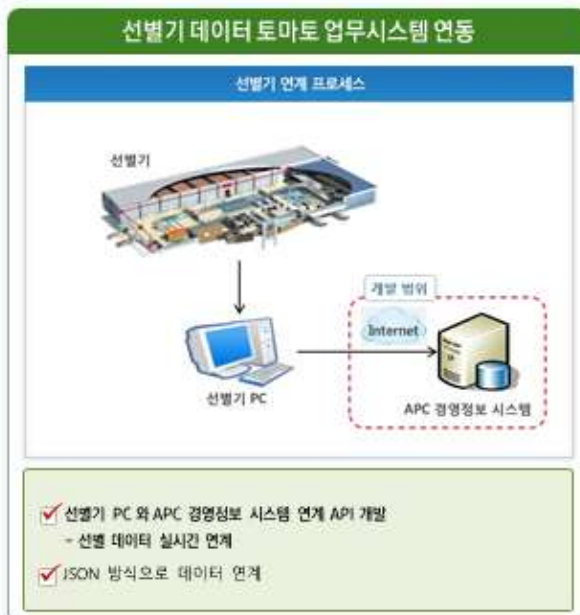 선별기 데이터 토마토 업무시스템 연동
선별기 연계 프로세스
선별기
개발 범위
Internet
선별기 PC
APC 경영정보 시스템
선별기 PC 와 APC 경영정보 시스템 연계 API 개발
- 선별 데이터 실시간 연계
JSON 방식으로 데이터 연계